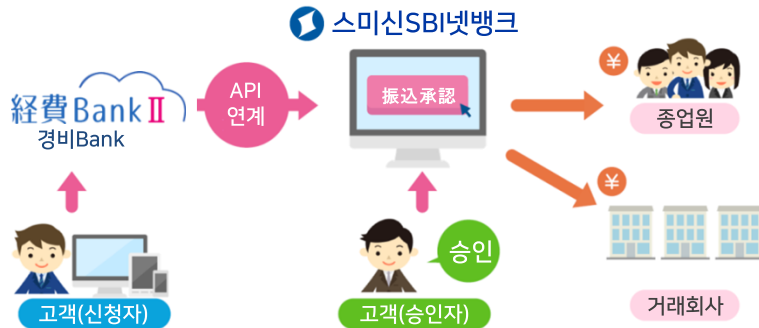 스미신SBI넷뱅크
経費BankⅡ
경비Bank
API
연계
振込承認
¥
종업원
¥
승인
고객(신청자)
고객(승인자)
거래회사